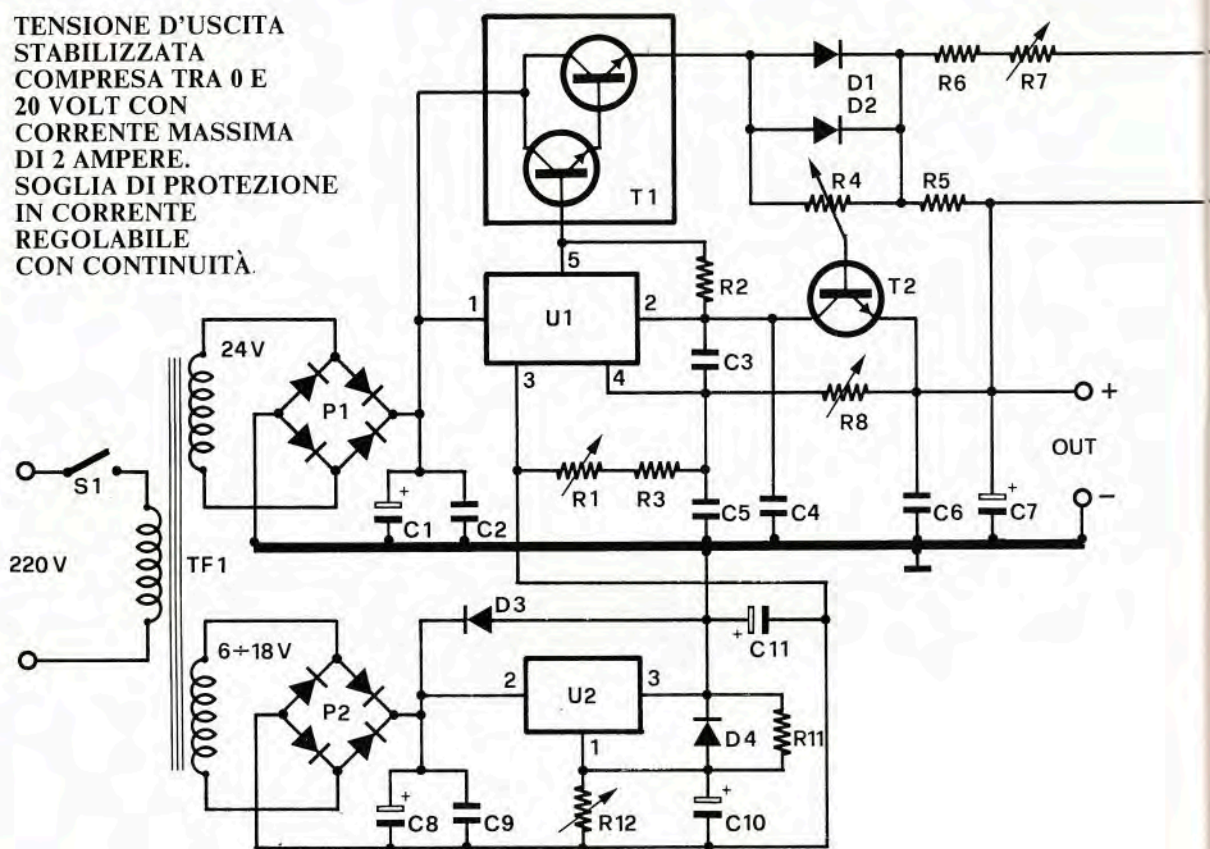 TENSIONE D'USCITA
STABILIZZATA
COMPRESA TRA 0 E
20 VOLT CON
CORRENTE MASSIMA
DI 2 AMPERE.
SOGLIA DI PROTEZIONE
IN CORRENTE
REGOLABILE
CON CONTINUITÀ.
T1
D1
D2
R6
R7
R4
R5
5
R2
T2
1
U1
2
3
4
C3
R8
+
OUT
−
24V
P1
S1
220 V
TF1
+
C1
C2
R1
R3
C5
C4
C6
+
C7
D3
+
C11
6÷18V
P2
2
U2
3
1
D4
R11
+
C8
C9
R12
+
C10